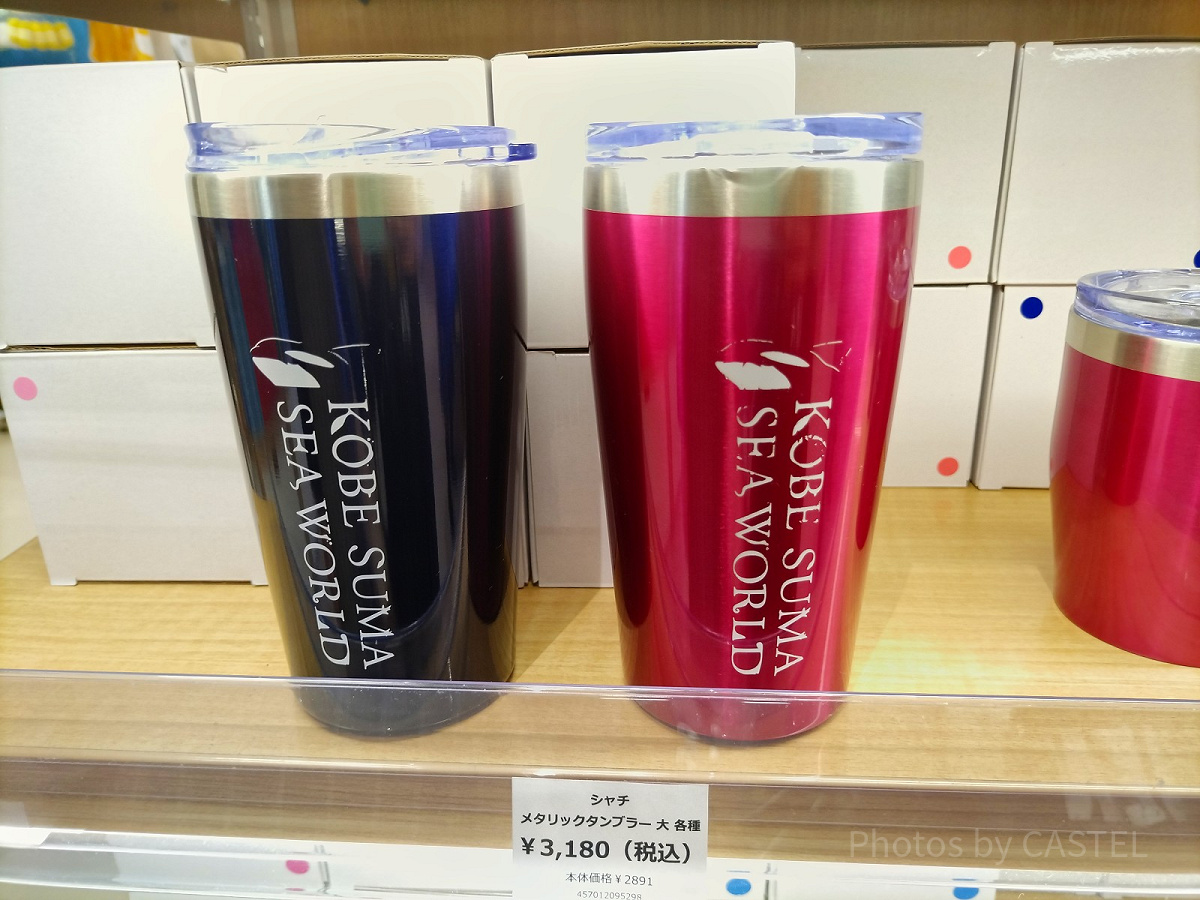 KOBE SUMA
SEA WORLD
KOBE SUMA
SEA WORLD
シャチ
メタリックタンブラー 大 各種
¥3,180（税込）
本体価格¥2891
457012095298
Photos by CASTEL